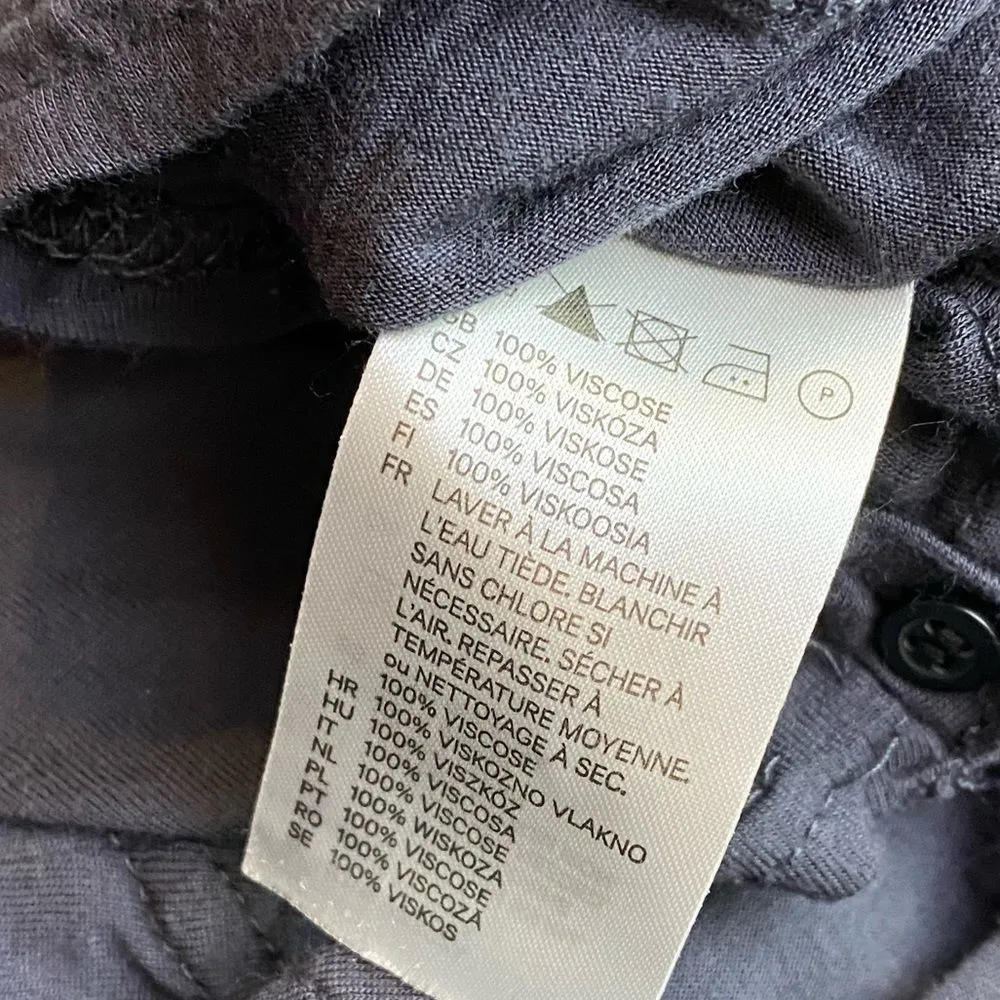 P
GB 100% VISCOSE
CZ 100% VISKÓZA
DE 100% VISKOSE
ES 100% VISCOSA
FI 100% VISKOOSIA
FR LAVER À LA MACHINE À
L'EAU TIÈDE. BLANCHIR
SANS CHLORE SI
NÉCESSAIRE. SÉCHER À
L'AIR. REPASSER À
TEMPÉRATURE MOYENNE.
ou NETTOYAGE À SEC.
100% VISCOSE
HR 100% VISKOZNO VLAKNO
HU 100% VISZKÓZ
IT 100% VISCOSA
NL 100% VISCOSE
PL 100% WISKOZA
PT 100% VISCOSE
RO 100% VISCOZĂ
SE 100% VISKOS